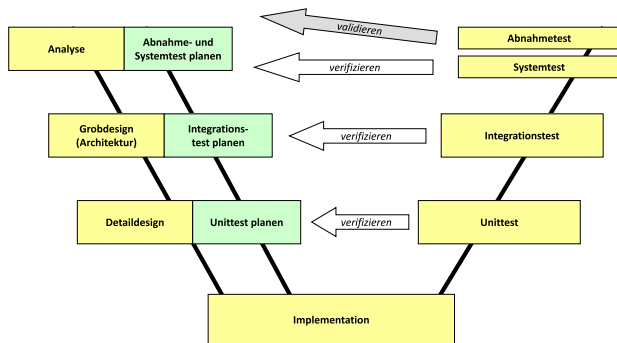 validieren
Abnahmetest
Analyse
Abnahme- und
Systemtest planen
verifizieren
Systemtest
Grobdesign
(Architektur)
Integrations-
test planen
verifizieren
Integrationstest
Detaildesign
Unittest planen
verifizieren
Unittest
Implementation